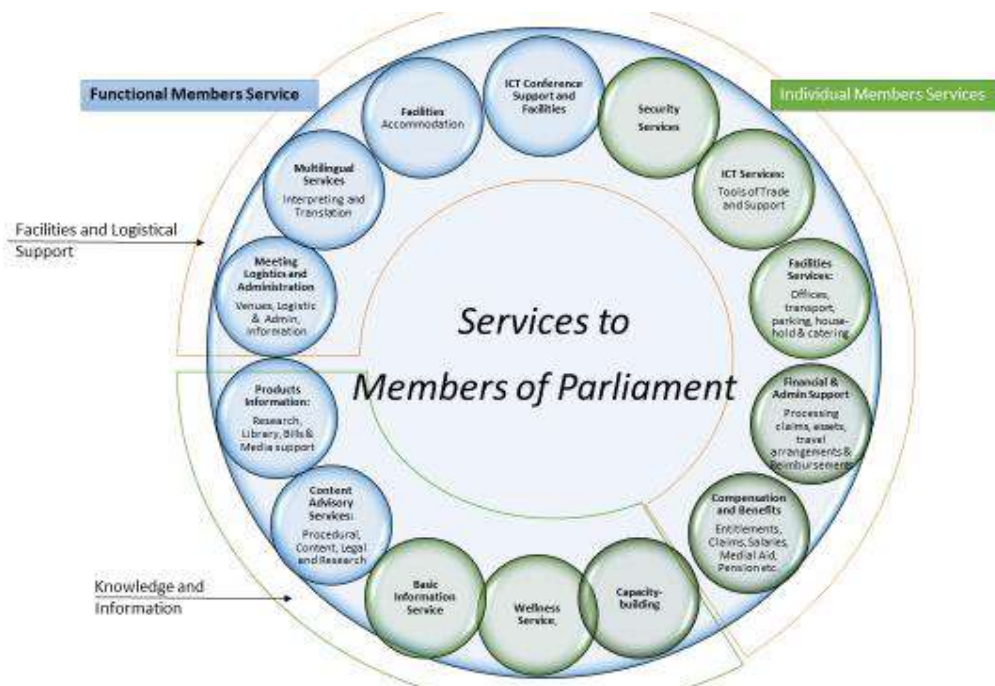 Functional Members Service
Individual Members Services
Facilities and Logistical
Support
Knowledge and
Information
Services to
Members of Parliament
ICT Conference
Support and
Facilities
Security
Services
ICT Services:
Tools of Trade
and Support
Facilities
Services:
Offices,
transport,
parking, house-
hold & catering
Financial &
Admin Support
Processing
claims, assets,
travel
arrangements &
Reimbursements
Compensation
and Benefits
Entitlements,
Claims, Salaries,
Medial Aid,
Pension etc.
Capacity-
building
Wellness
Service,
Basic
Information
Service
Content
Advisory
Services:
Procedural,
Content, Legal
and Research
Products
Information:
Research,
Library, Bills &
Media support
Meeting
Logistics and
Administration
Venues, Logistic
& Admin,
Information
Multilingual
Services
Interpreting and
Translation
Facilities
Accommodation